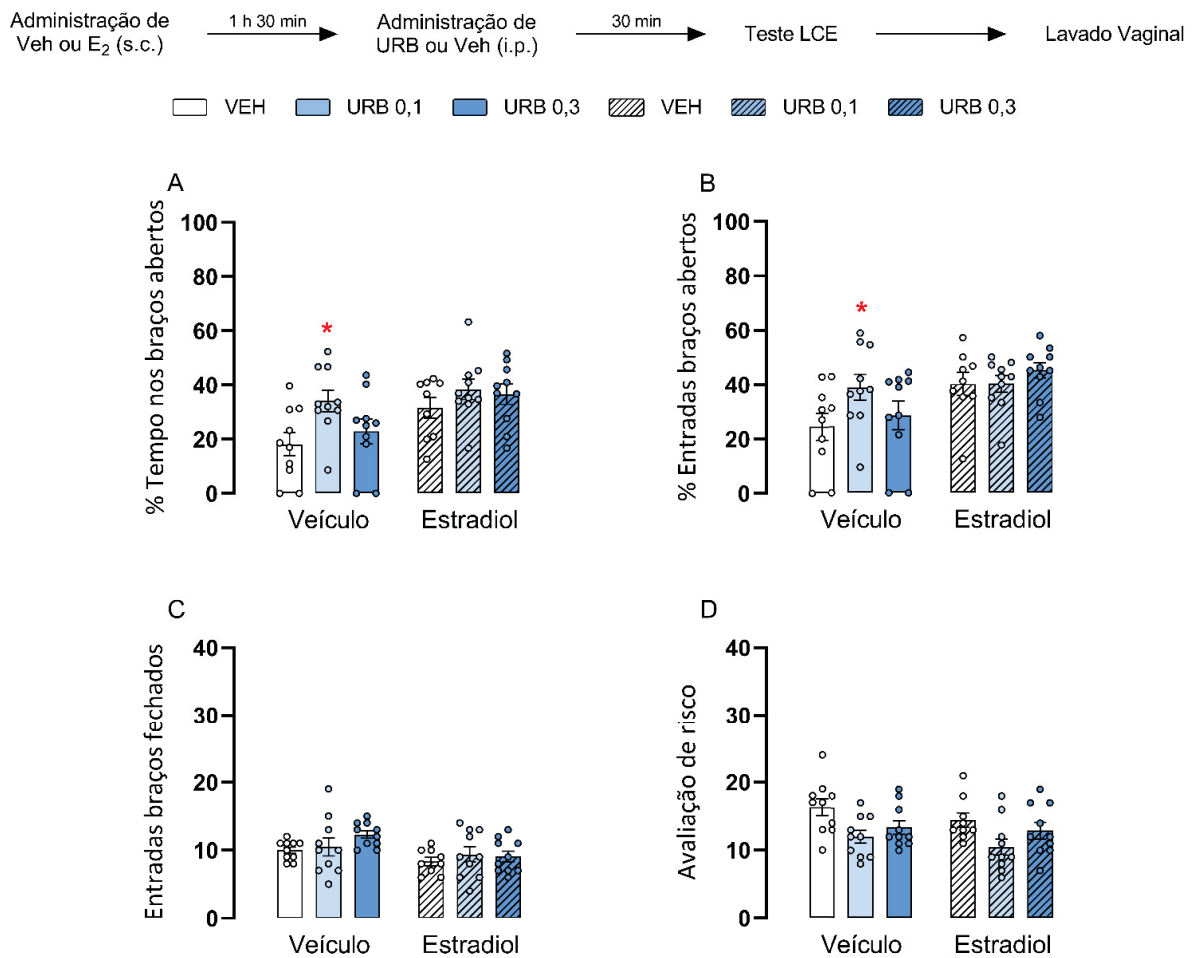 Administração de
Veh ou E₂ (s.c.)
1 h 30 min
Administração de
URB ou Veh (i.p.)
30 min
Teste LCE
Lavado Vaginal
VEH URB 0,1 URB 0,3 VEH URB 0,1 URB 0,3
A
% Tempo nos braços abertos
100
80
60
40
20
0
*
Veículo Estradiol
B
% Entradas braços abertos
100
80
60
40
20
0
*
Veículo Estradiol
C
Entradas braços fechados
40
30
20
10
0
Veículo Estradiol
D
Avaliação de risco
40
30
20
10
0
Veículo Estradiol